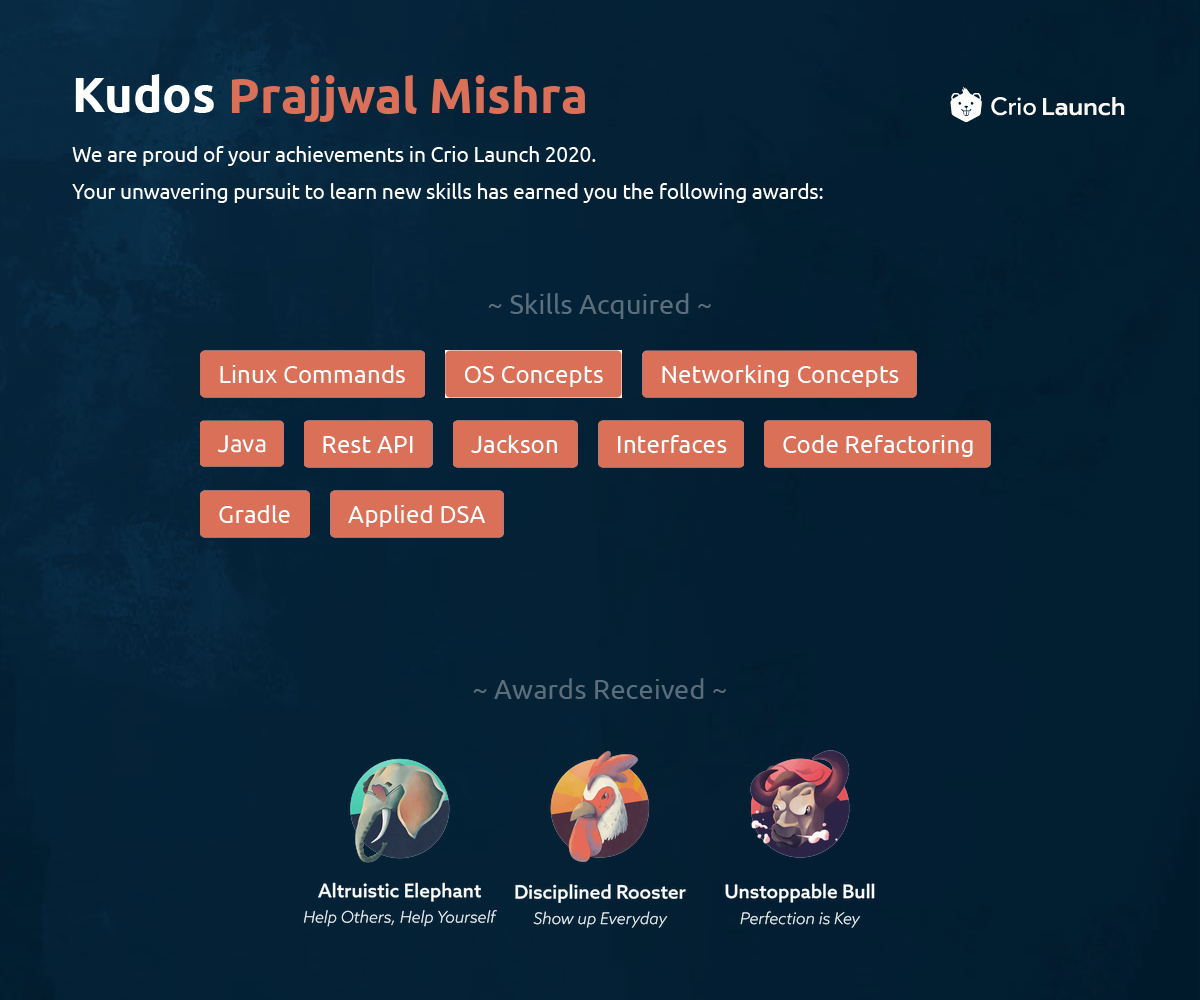 Kudos Prajjwal Mishra
Crio Launch
We are proud of your achievements in Crio Launch 2020.
Your unwavering pursuit to learn new skills has earned you the following awards:
~ Skills Acquired ~
Linux Commands OS Concepts Networking Concepts
Java Rest API Jackson Interfaces Code Refactoring
Gradle Applied DSA
~ Awards Received ~
Altruistic Elephant Disciplined Rooster Unstoppable Bull
Help Others, Help Yourself Show up Everyday Perfection is Key